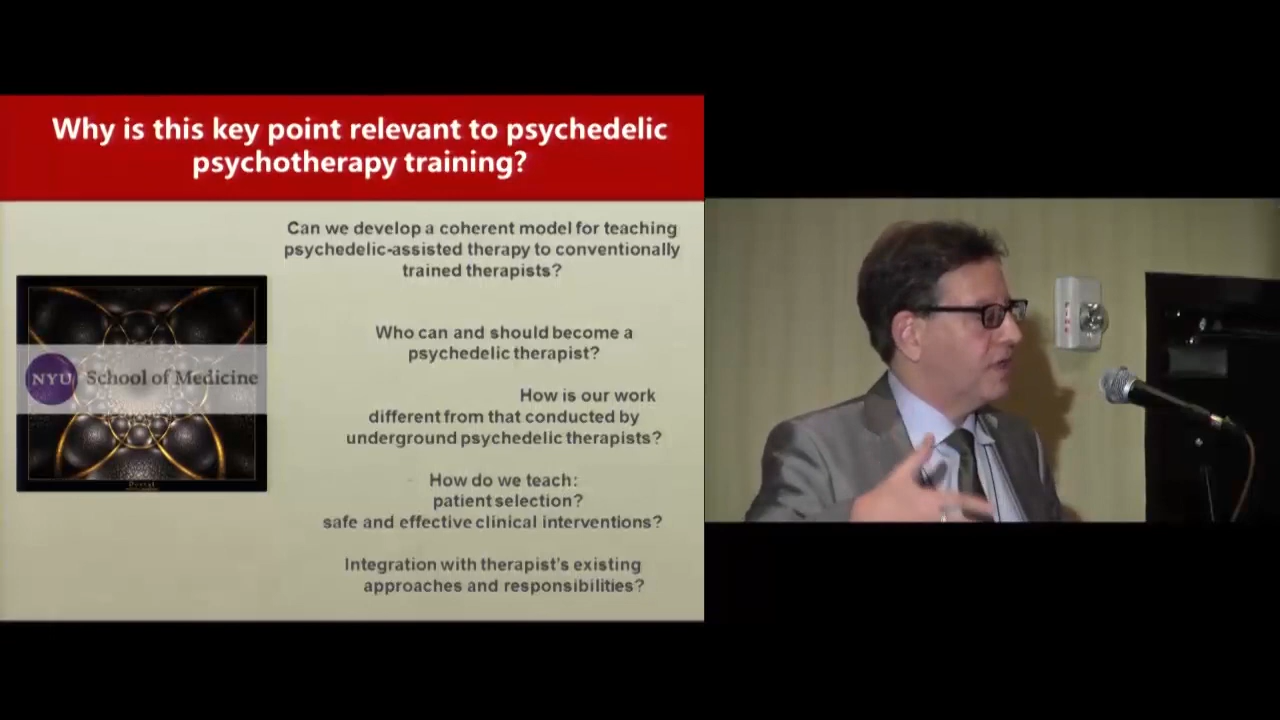 Why is this key point relevant to psychedelic
psychotherapy training?
Can we develop a coherent model for teaching
psychedelic-assisted therapy to conventionally
trained therapists?
Who can and should become a
psychedelic therapist?
How is our work
different from that conducted by
underground psychedelic therapists?
How do we teach:
patient selection?
safe and effective clinical interventions?
Integration with therapist's existing
approaches and responsibilities?
NYU School of Medicine